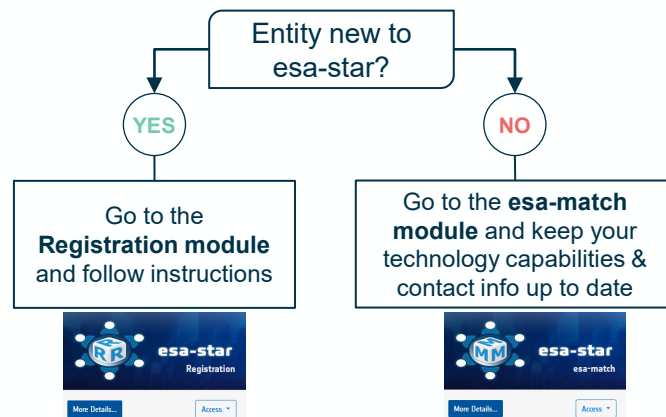 Entity new to
esa-star?
YES
NO
Go to the
Registration module
and follow instructions
Go to the esa-match
module and keep your
technology capabilities &
contact info up to date
R R R
esa-star
Registration
More Details...
Access
M M M
esa-star
esa-match
More Details...
Access